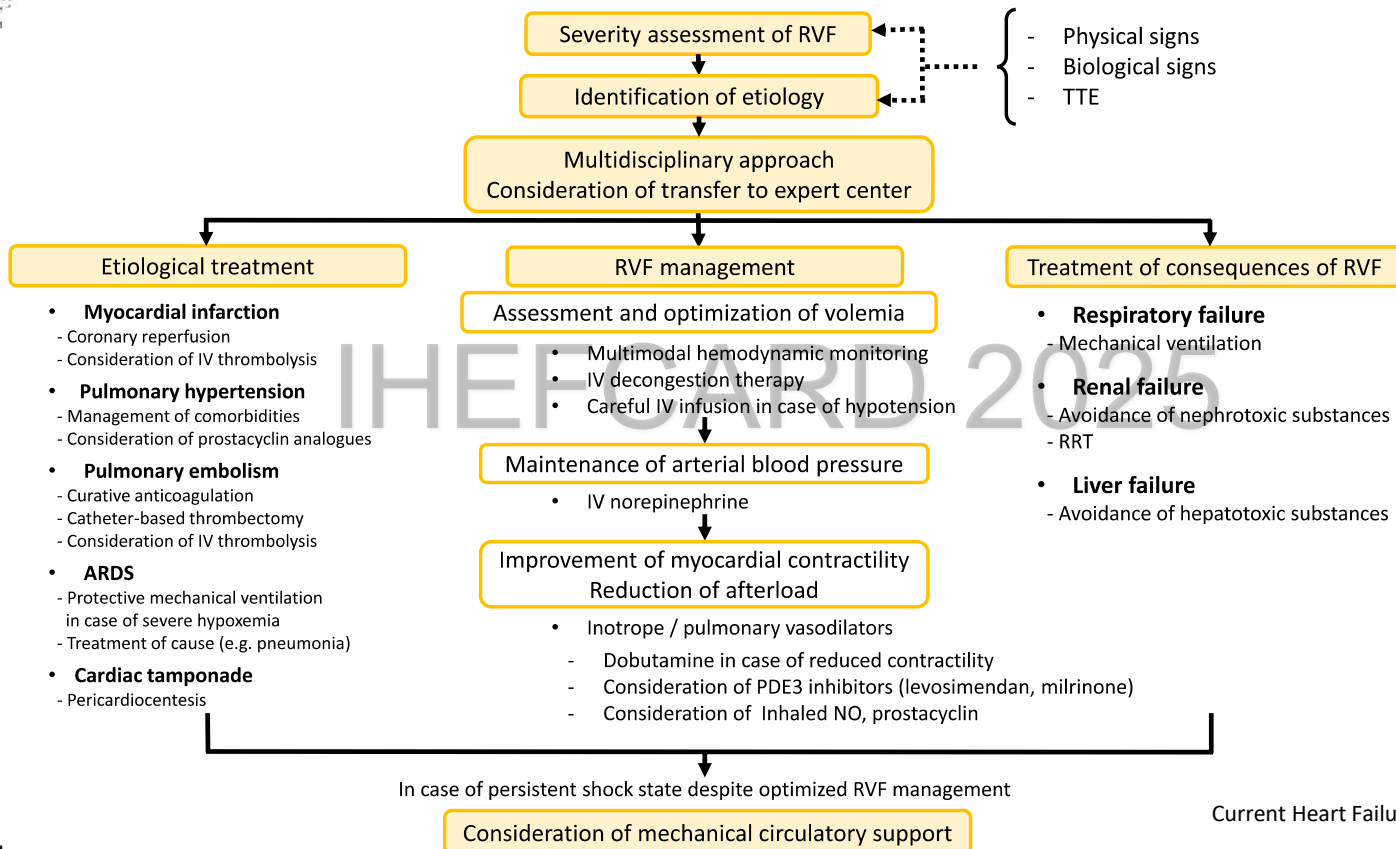 Severity assessment of RVF
- Physical signs
- Biological signs
- TTE
Identification of etiology
Multidisciplinary approach
Consideration of transfer to expert center
Etiological treatment
• Myocardial infarction
- Coronary reperfusion
- Consideration of IV thrombolysis
• Pulmonary hypertension
- Management of comorbidities
- Consideration of prostacyclin analogues
• Pulmonary embolism
- Curative anticoagulation
- Catheter-based thrombectomy
- Consideration of IV thrombolysis
• ARDS
- Protective mechanical ventilation
in case of severe hypoxemia
- Treatment of cause (e.g. pneumonia)
• Cardiac tamponade
- Pericardiocentesis
RVF management
Assessment and optimization of volemia
• Multimodal hemodynamic monitoring
• IV decongestion therapy
• Careful IV infusion in case of hypotension
Maintenance of arterial blood pressure
• IV norepinephrine
Improvement of myocardial contractility
Reduction of afterload
• Inotrope / pulmonary vasodilators
- Dobutamine in case of reduced contractility
- Consideration of PDE3 inhibitors (levosimendan, milrinone)
- Consideration of Inhaled NO, prostacyclin
Treatment of consequences of RVF
• Respiratory failure
- Mechanical ventilation
• Renal failure
- Avoidance of nephrotoxic substances
- RRT
• Liver failure
- Avoidance of hepatotoxic substances
IHEFCARD 2025
In case of persistent shock state despite optimized RVF management
Consideration of mechanical circulatory support
Current Heart Failu